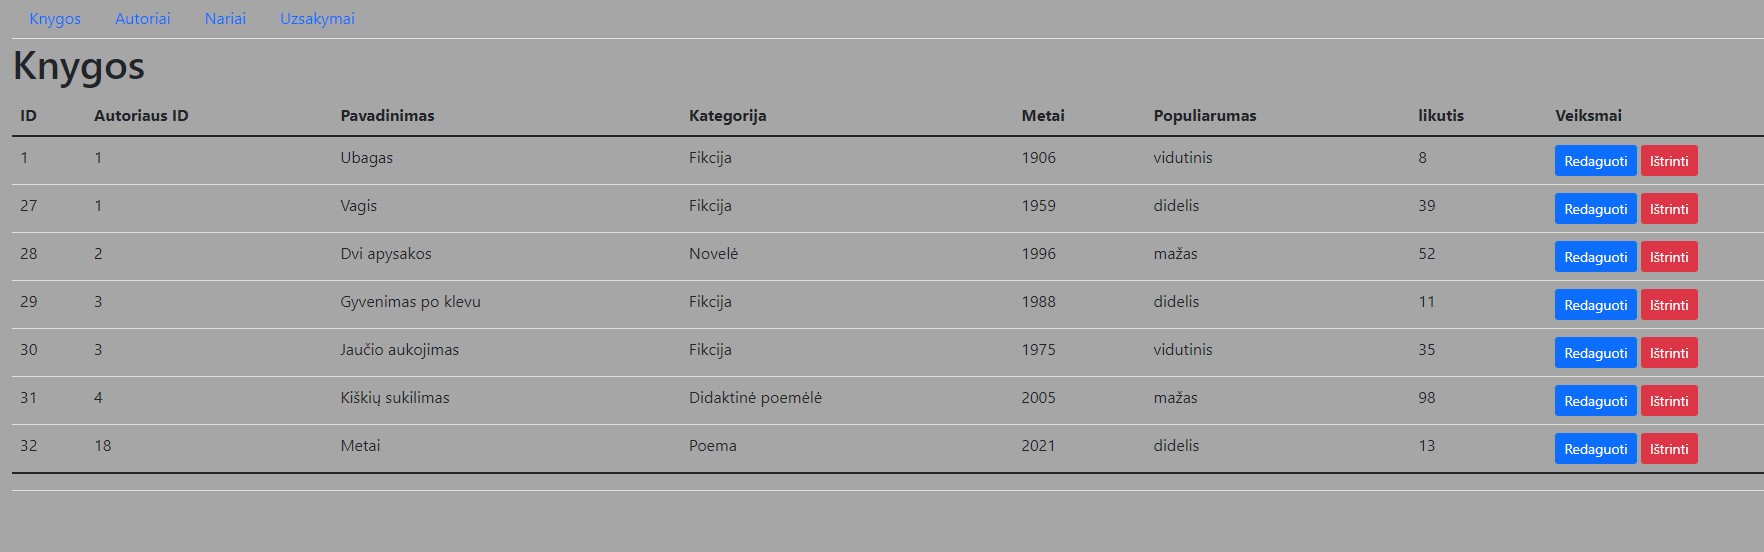 Knygos Autoriai Nariai Uzsakymai
Knygos
ID Autoriaus ID Pavadinimas Kategorija Metai Populiarumas likutis Veiksmai
1 1 Ubagas Fikcija 1906 vidutinis 8 Redaguoti Ištrinti
27 1 Vagis Fikcija 1959 didelis 39 Redaguoti Ištrinti
28 2 Dvi apysakos Novelė 1996 mažas 52 Redaguoti Ištrinti
29 3 Gyvenimas po klevu Fikcija 1988 didelis 11 Redaguoti Ištrinti
30 3 Jaučio aukojimas Fikcija 1975 vidutinis 35 Redaguoti Ištrinti
31 4 Kiškių sukilimas Didaktinė poemėlė 2005 mažas 98 Redaguoti Ištrinti
32 18 Metai Poema 2021 didelis 13 Redaguoti Ištrinti